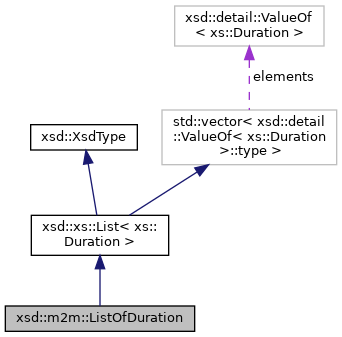 xsd::detail::ValueOf
< xs::Duration >
elements
std::vector< xsd::detail
::ValueOf< xs::Duration
>::type >
xsd::XsdType
xsd::xs::List< xs::
Duration >
xsd::m2m::ListOfDuration